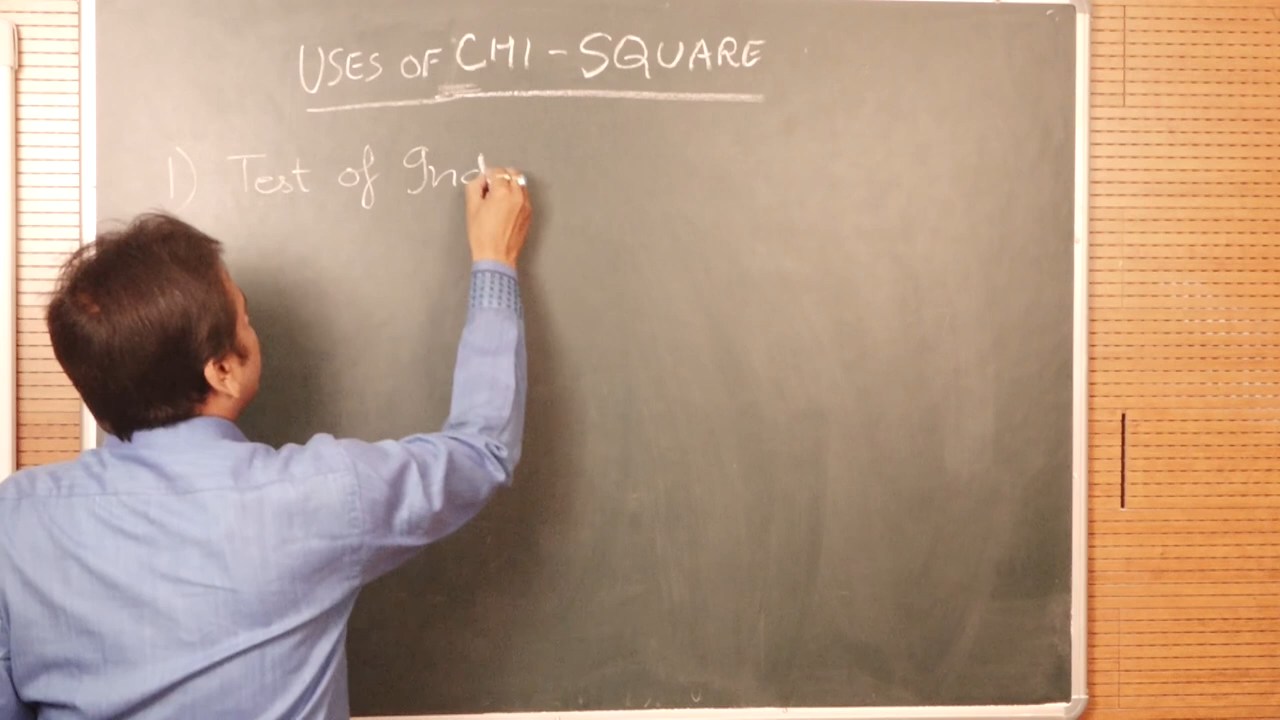 USES OF CHI - SQUARE
1) Test of Ind